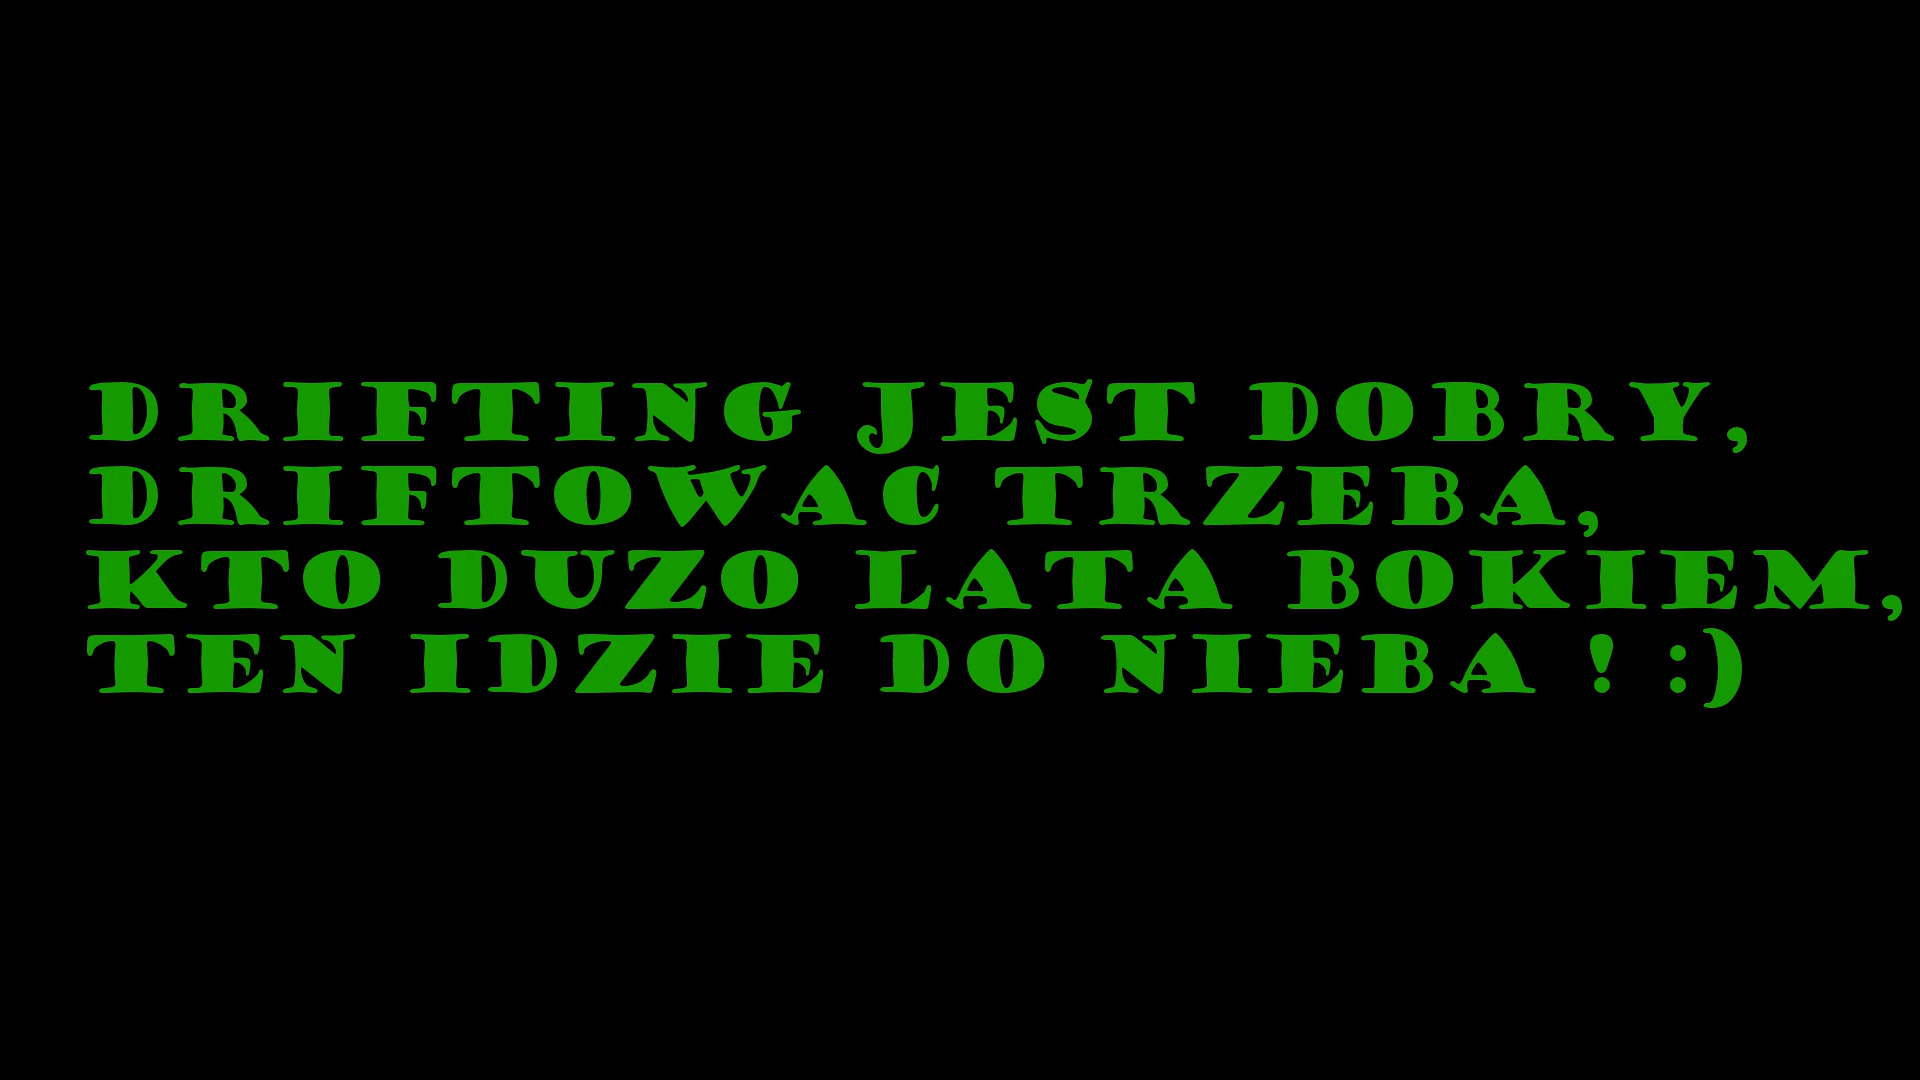 DRIFTING JEST DOBRY,
DRIFTOWAC TRZEBA,
KTO DUZO LATA BOKIEM,
TEN IDZIE DO NIEBA ! :)